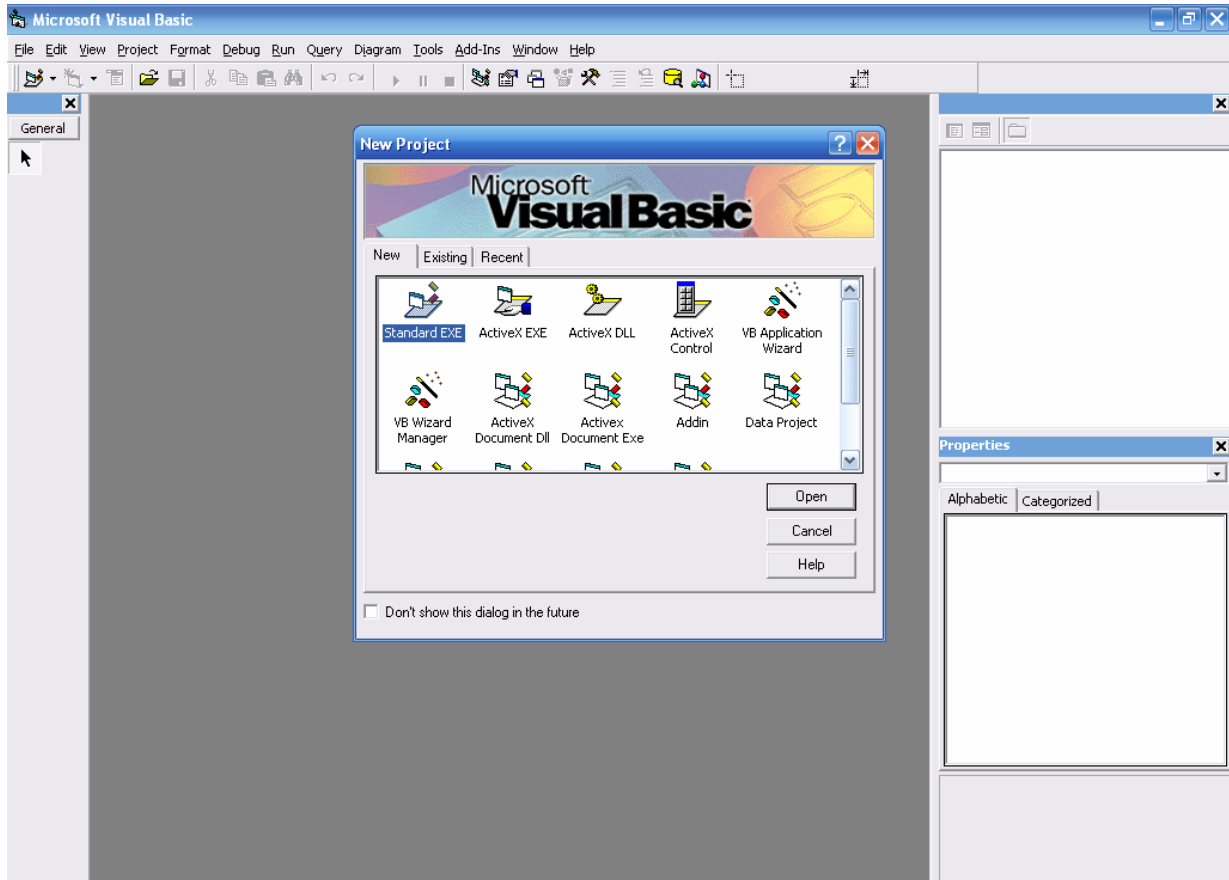 Microsoft Visual Basic
File Edit View Project Format Debug Run Query Diagram Tools Add-Ins Window Help
General
New Project
Microsoft
Visual Basic
New Existing Recent
Standard EXE ActiveX EXE ActiveX DLL ActiveX Control VB Application Wizard
VB Wizard Manager ActiveX Document Dll Activex Document Exe Addin Data Project
Open
Cancel
Help
Don't show this dialog in the future
Properties
Alphabetic Categorized